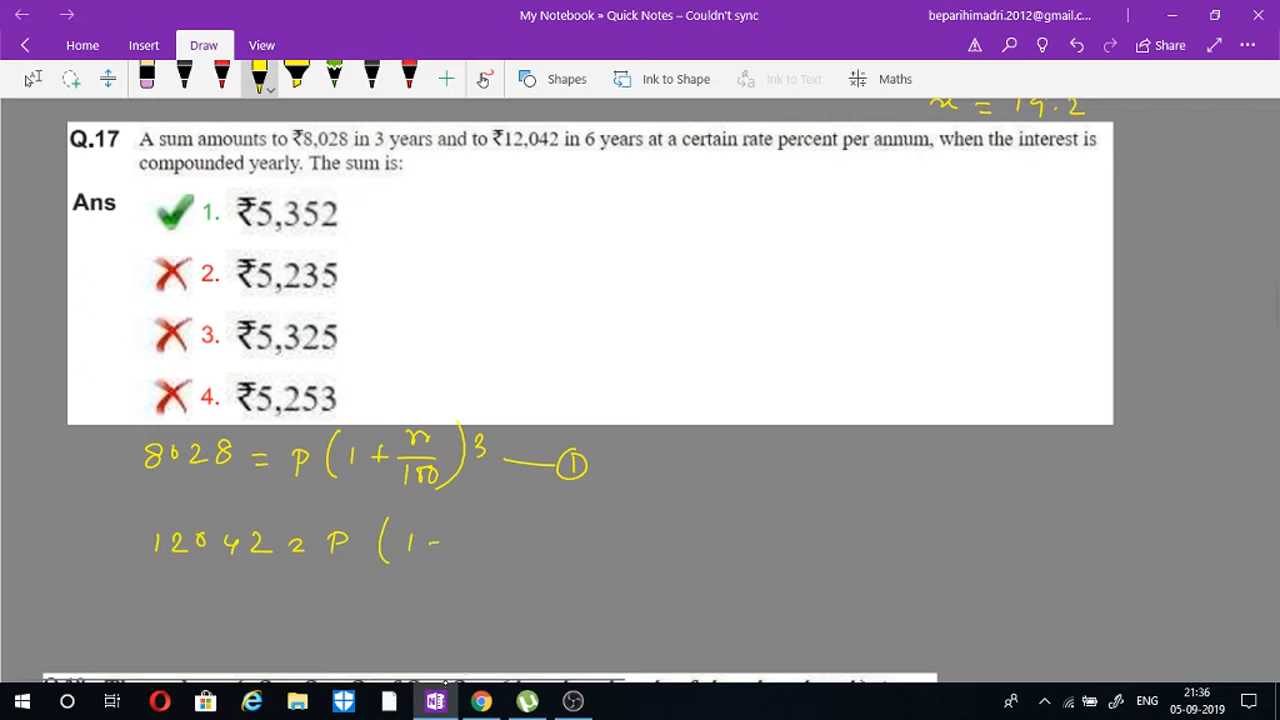 My Notebook » Quick Notes – Couldn't sync
beparihimadri.2012@gmail.c...
Home Insert Draw View
Share
Shapes Ink to Shape Ink to Text Maths
Q.17 A sum amounts to ₹8,028 in 3 years and to ₹12,042 in 6 years at a certain rate percent per annum, when the interest is
compounded yearly. The sum is:
Ans
1. ₹5,352
2. ₹5,235
3. ₹5,325
4. ₹5,253
8028 = P(1 + r/100)3 — 1
12042 = P (1 -
ENG
21:36
05-09-2019